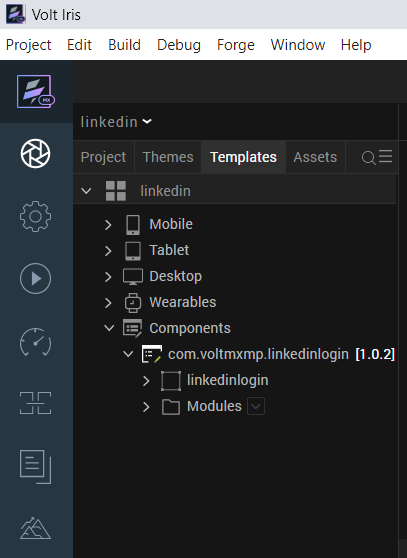 Volt Iris
Project Edit Build Debug Forge Window Help
MX
linkedin
Project Themes Templates Assets
linkedin
Mobile
Tablet
Desktop
Wearables
Components
com.voltmxmp.linkedinlogin [1.0.2]
linkedinlogin
Modules